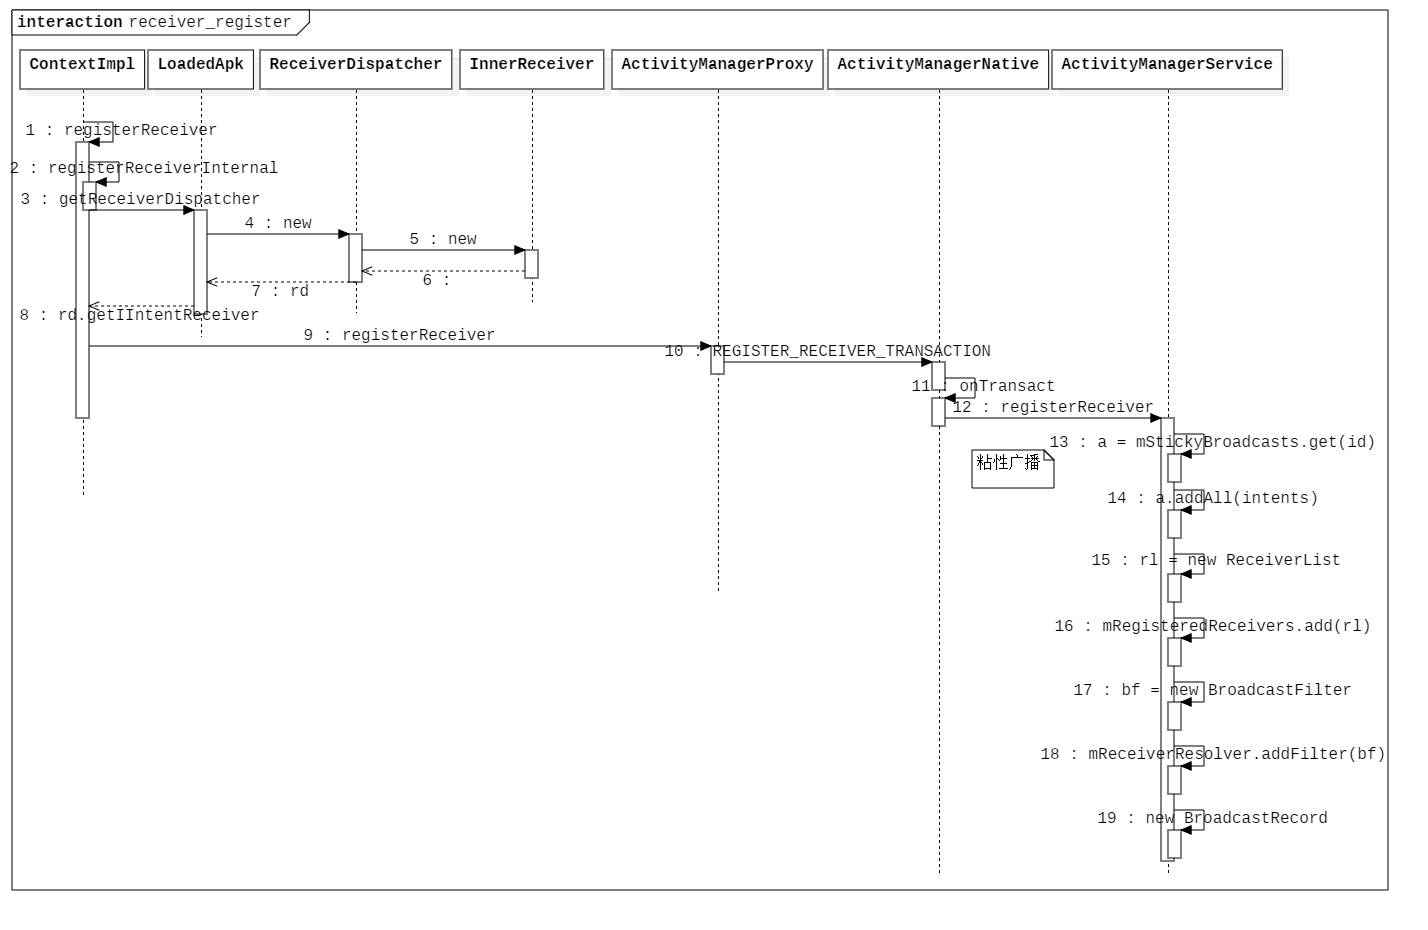 interaction receiver_register
ContextImpl
LoadedApk
ReceiverDispatcher
InnerReceiver
ActivityManagerProxy
ActivityManagerNative
ActivityManagerService
1 : registerReceiver
2 : registerReceiverInternal
3 : getReceiverDispatcher
4 : new
5 : new
6 :
7 : rd
8 : rd.getIIntentReceiver
9 : registerReceiver
10 : REGISTER_RECEIVER_TRANSACTION
11 : onTransact
12 : registerReceiver
13 : a = mStickyBroadcasts.get(id)
粘性广播
14 : a.addAll(intents)
15 : rl = new ReceiverList
16 : mRegisteredReceivers.add(rl)
17 : bf = new BroadcastFilter
18 : mReceiverResolver.addFilter(bf)
19 : new BroadcastRecord